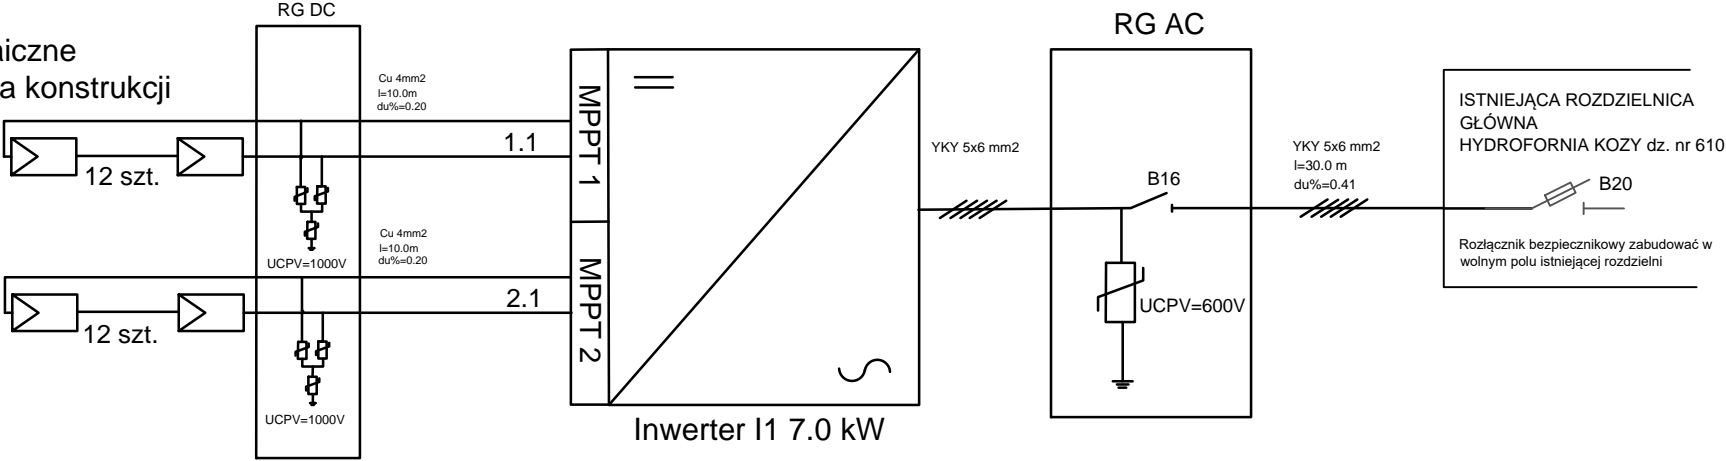 RG DC
iczne
a konstrukcji
Cu 4mm2
l=10.0m
du%=0.20
12 szt.
1.1
UCPV=1000V
Cu 4mm2
l=10.0m
du%=0.20
12 szt.
2.1
UCPV=1000V
MPPT 1
MPPT 2
Inwerter I1 7.0 kW
YKY 5x6 mm2
RG AC
B16
UCPV=600V
YKY 5x6 mm2
l=30.0 m
du%=0.41
ISTNIEJĄCA ROZDZIELNICA
GŁÓWNA
HYDROFORNIA KOZY dz. nr 610
B20
Rozłącznik bezpiecznikowy zabudować w
wolnym polu istniejącej rozdzielni